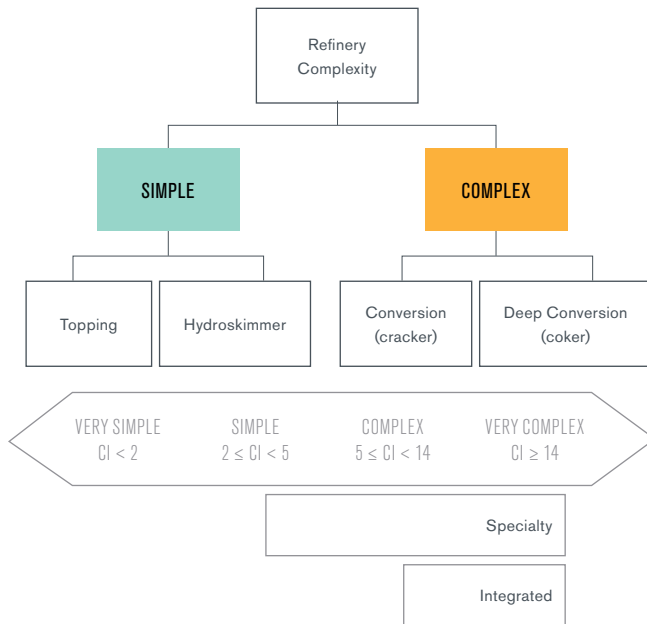 Refinery
Complexity
SIMPLE
COMPLEX
Topping
Hydroskimmer
Conversion
(cracker)
Deep Conversion
(coker)
VERY SIMPLE
CI < 2
SIMPLE
2 ≤ CI < 5
COMPLEX
5 ≤ CI < 14
VERY COMPLEX
CI ≥ 14
Specialty
Integrated